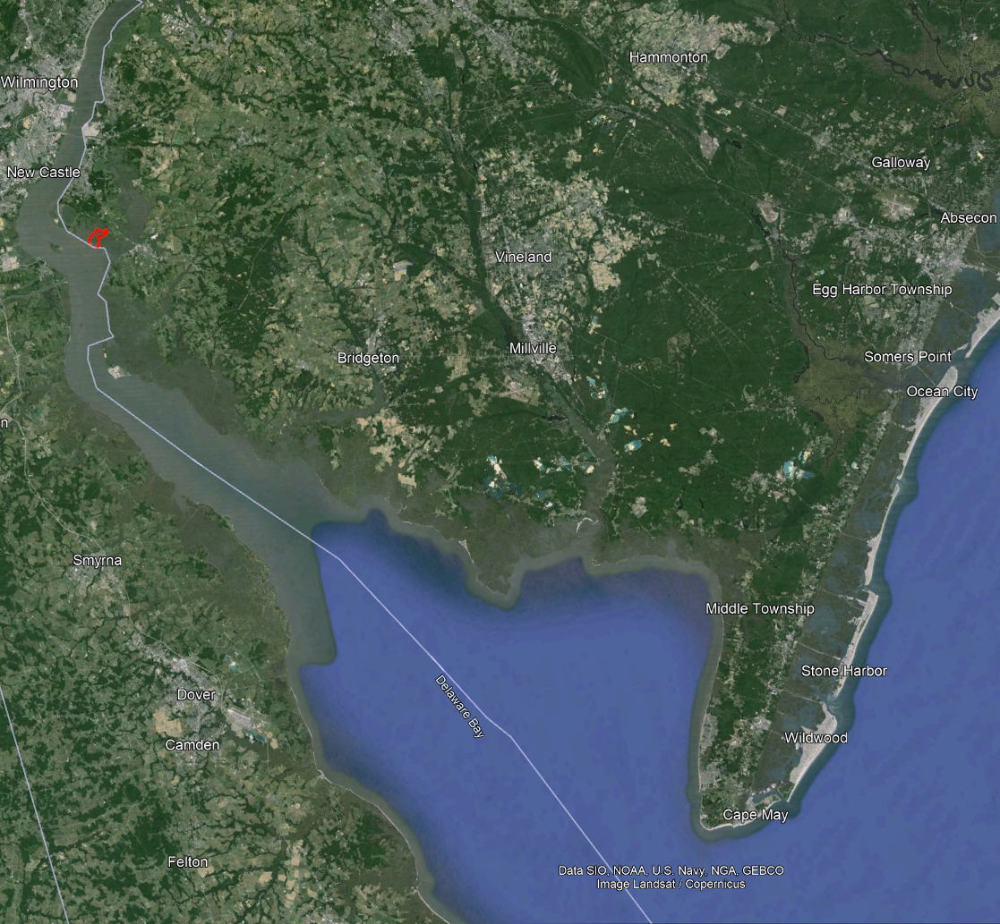 Hammonton
Wilmington
Galloway
New Castle
Absecon
Vineland
Egg Harbor Township
Millville
Bridgeton
Somers Point
Ocean City
n
Smyrna
Middle Township
Stone Harbor
Dover
Delaware Bay
Camden
Wildwood
Cape May
Felton
Data SIO, NOAA, U.S. Navy, NGA, GEBCO
Image Landsat / Copernicus